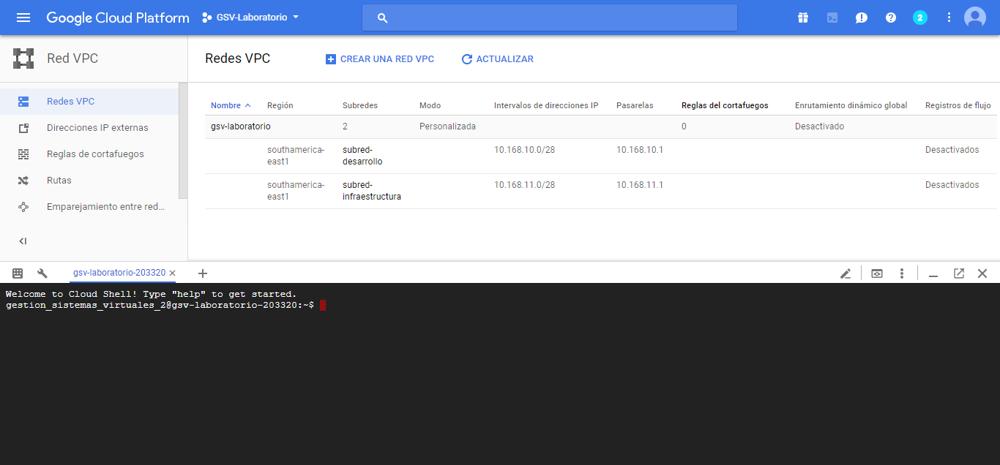 Google Cloud Platform GSV-Laboratorio 2
Red VPC
Redes VPC CREAR UNA RED VPC ACTUALIZAR
Redes VPC
Direcciones IP externas
Reglas de cortafuegos
Rutas
Emparejamiento entre red...
Nombre Región Subredes Modo Intervalos de direcciones IP Pasarelas Reglas del cortafuegos Enrutamiento dinámico global Registros de flujo
gsv-laboratorio 2 Personalizada 0 Desactivado
southamerica- subred- 10.168.10.0/28 10.168.10.1 Desactivados
east1 desarrollo
southamerica- subred- 10.168.11.0/28 10.168.11.1 Desactivados
east1 infraestructura
gsv-laboratorio-203320
Welcome to Cloud Shell! Type "help" to get started.
gestion_sistemas_virtuales_2@gsv-laboratorio-203320:~$